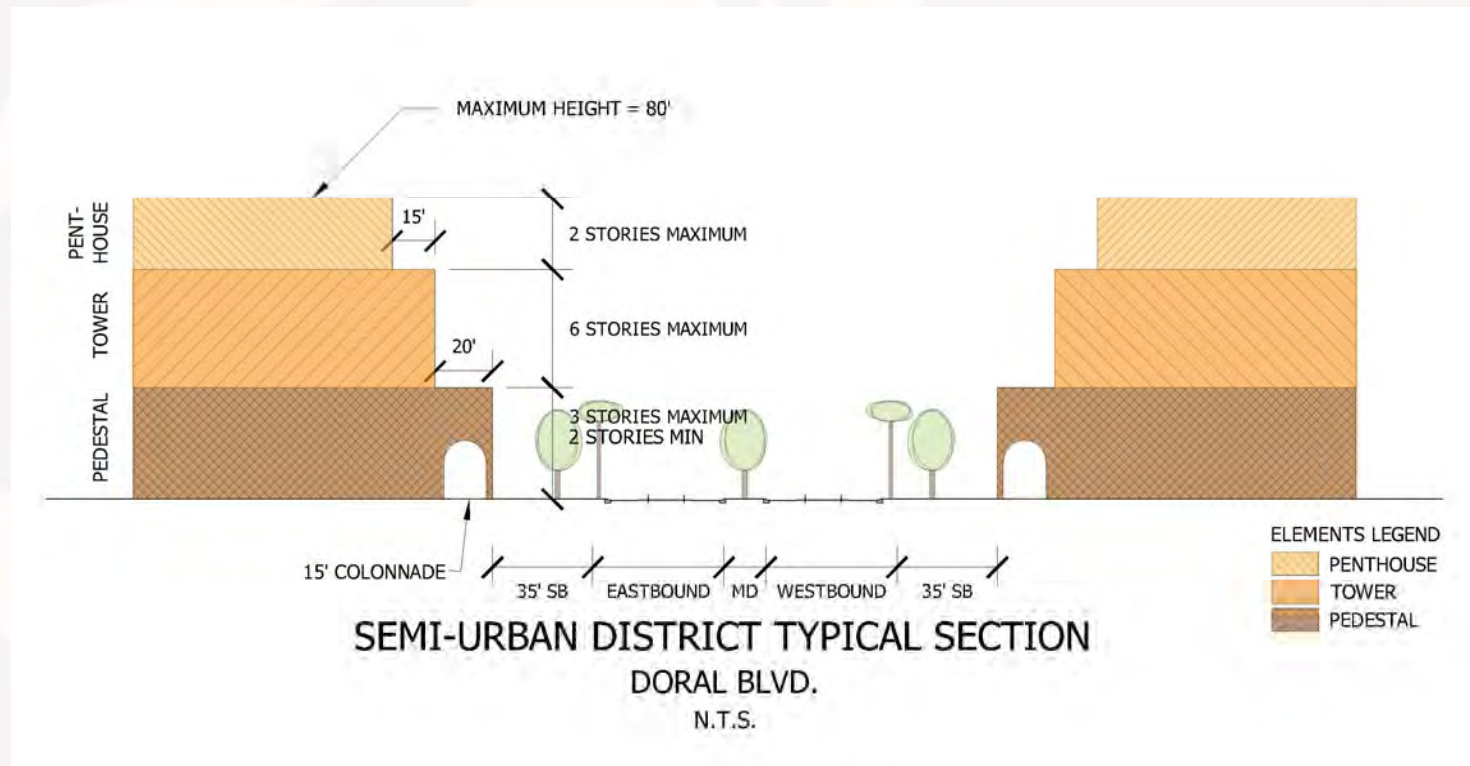 MAXIMUM HEIGHT = 80'
PENT-
HOUSE
15'
2 STORIES MAXIMUM
TOWER
6 STORIES MAXIMUM
20'
PEDESTAL
3 STORIES MAXIMUM
2 STORIES MIN
15' COLONNADE
35' SB
EASTBOUND
MD
WESTBOUND
35' SB
ELEMENTS LEGEND
PENTHOUSE
TOWER
PEDESTAL
SEMI-URBAN DISTRICT TYPICAL SECTION
DORAL BLVD.
N.T.S.